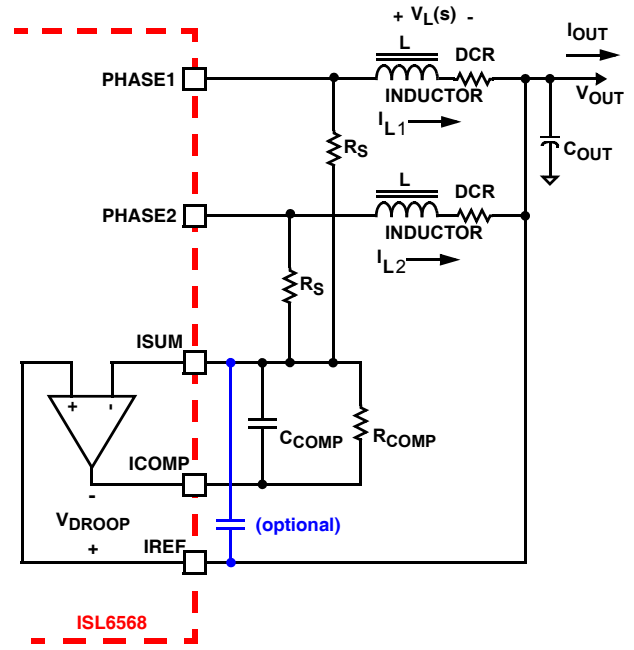 + VL(s) -
IOUT
L
DCR
PHASE1
INDUCTOR
VOUT
IL1
RS
COUT
L
DCR
PHASE2
INDUCTOR
IL2
RS
ISUM
+ -
CCOMP
RCOMP
ICOMP
-
VDROOP
(optional)
+
IREF
ISL6568